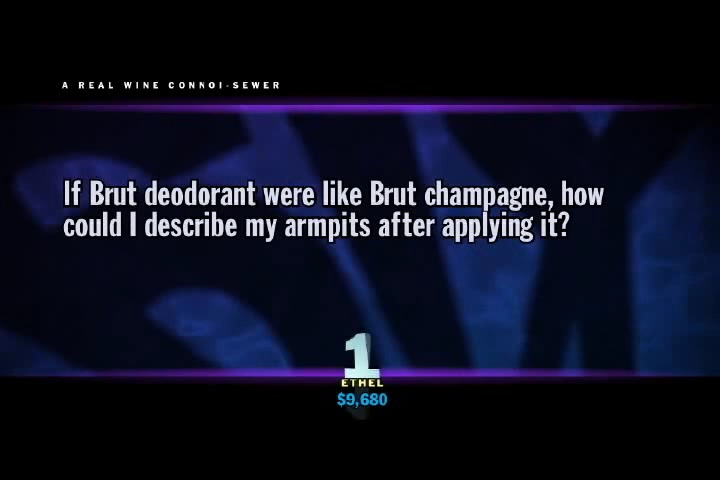 A REAL WINE CONNOI-SEWER
If Brut deodorant were like Brut champagne, how
could I describe my armpits after applying it?
1
ETHEL
$9,680